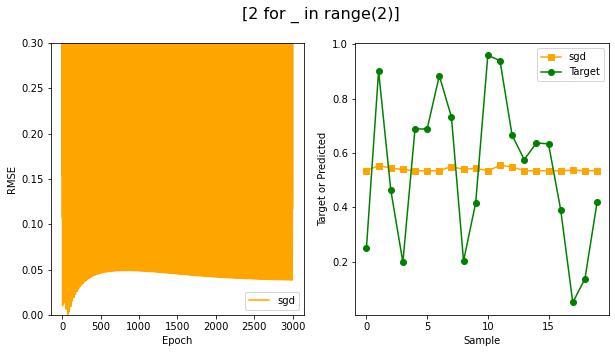 [2 for _ in range(2)]
RMSE
0.30
0.25
0.20
0.15
0.10
0.05
0.00
0
500
1000
1500
2000
2500
3000
Epoch
sgd
Target or Predicted
1.0
0.8
0.6
0.4
0.2
0
5
10
15
Sample
sgd
Target